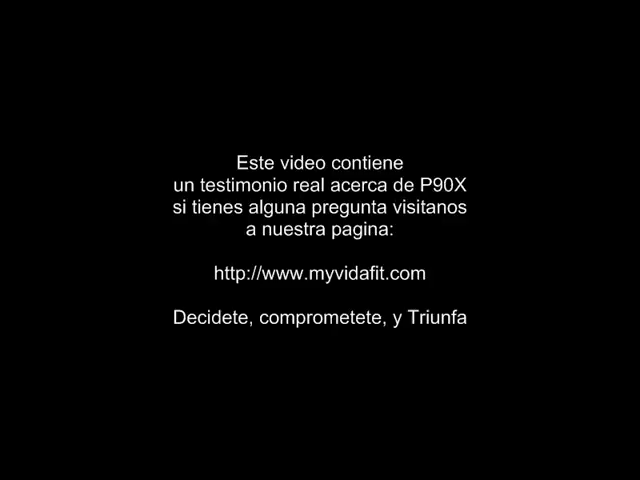 Este video contiene
un testimonio real acerca de P90X
si tienes alguna pregunta visitanos
a nuestra pagina:
http://www.myvidafit.com
Decidete, comprometete, y Triunfa